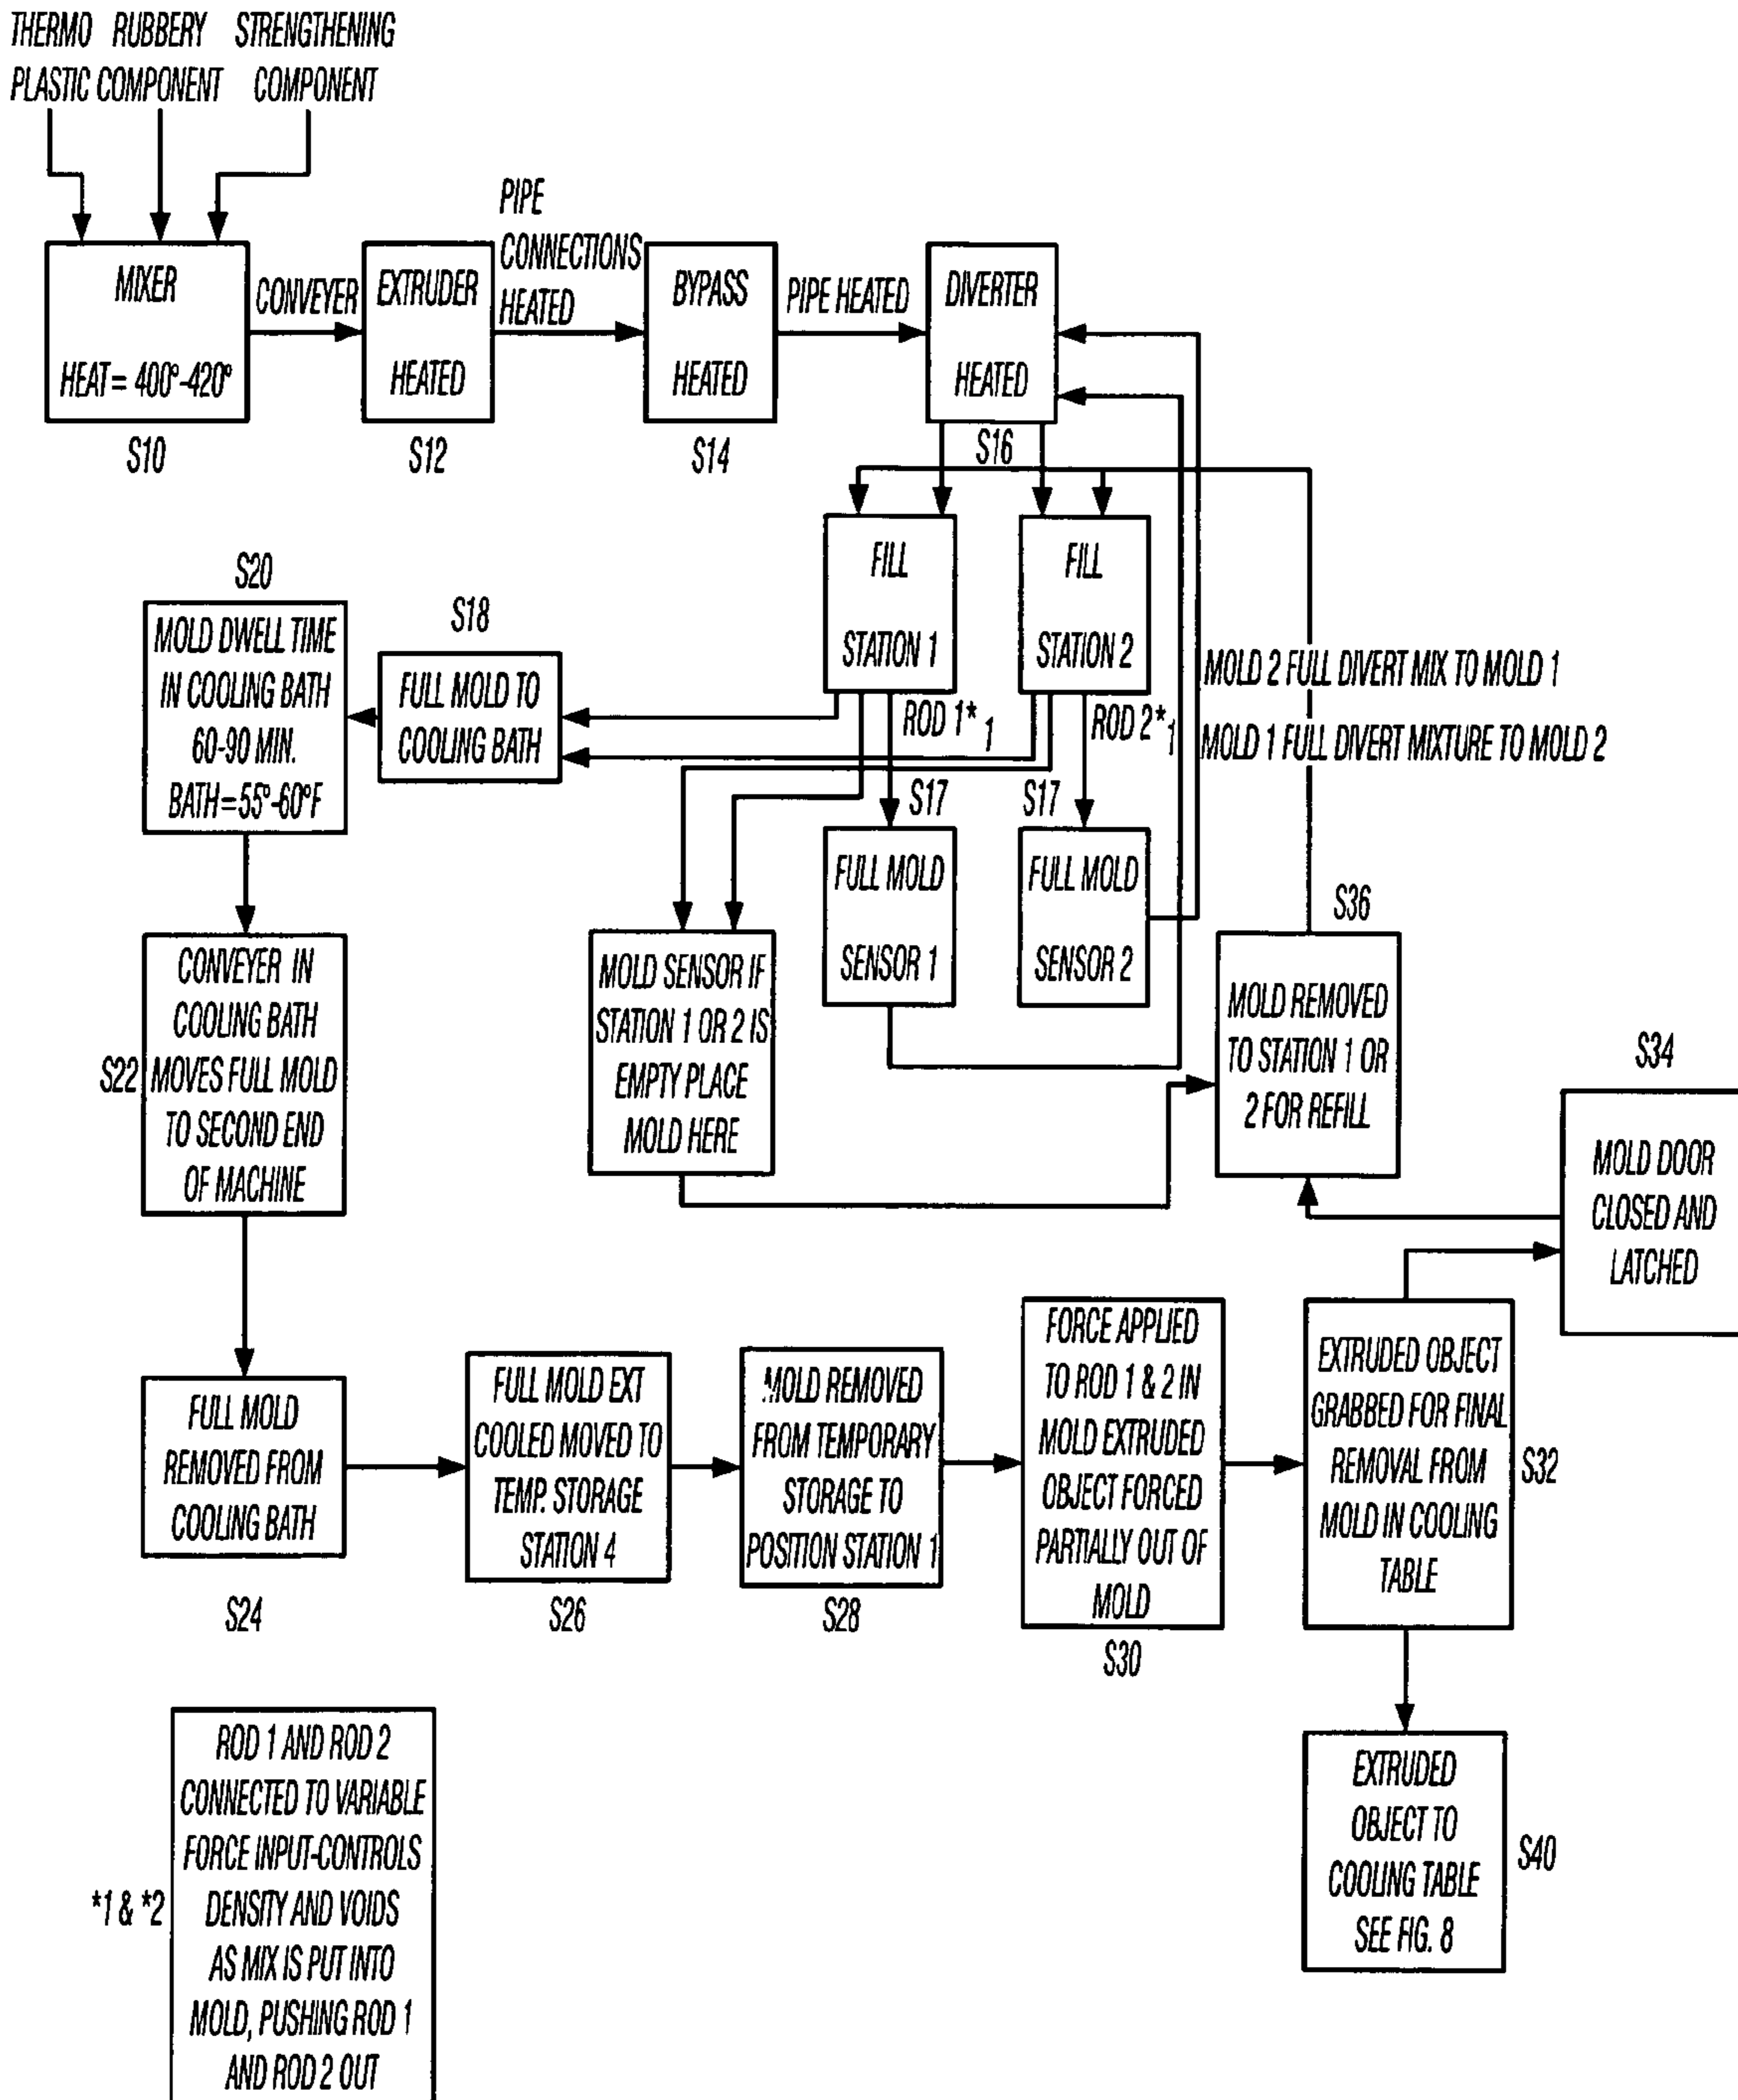 THERMO RUBBERY STRENGTHENING
PLASTIC COMPONENT COMPONENT
MIXER
HEAT= 400°-420°
S10
CONVEYER
EXTRUDER
HEATED
S12
PIPE
CONNECTIONS
HEATED
BYPASS
HEATED
S14
PIPE HEATED
DIVERTER
HEATED
S16
FILL
STATION 1
FILL
STATION 2
ROD 1*1
ROD 2*1
MOLD 2 FULL DIVERT MIX TO MOLD 1
MOLD 1 FULL DIVERT MIXTURE TO MOLD 2
S17
FULL MOLD
SENSOR 1
S17
FULL MOLD
SENSOR 2
S18
FULL MOLD TO
COOLING BATH
S20
MOLD DWELL TIME
IN COOLING BATH
60-90 MIN.
BATH=55°-60°F
S22
CONVEYER IN
COOLING BATH
MOVES FULL MOLD
TO SECOND END
OF MACHINE
MOLD SENSOR IF
STATION 1 OR 2 IS
EMPTY PLACE
MOLD HERE
S36
MOLD REMOVED
TO STATION 1 OR
2 FOR REFILL
S34
MOLD DOOR
CLOSED AND
LATCHED
FULL MOLD
REMOVED FROM
COOLING BATH
S24
FULL MOLD EXT
COOLED MOVED TO
TEMP. STORAGE
STATION 4
S26
MOLD REMOVED
FROM TEMPORARY
STORAGE TO
POSITION STATION 1
S28
FORCE APPLIED
TO ROD 1 & 2 IN
MOLD EXTRUDED
OBJECT FORCED
PARTIALLY OUT OF
MOLD
S30
EXTRUDED OBJECT
GRABBED FOR FINAL
REMOVAL FROM
MOLD IN COOLING
TABLE
S32
EXTRUDED
OBJECT TO
COOLING TABLE
SEE FIG. 8
S40
*1 & *2
ROD 1 AND ROD 2
CONNECTED TO VARIABLE
FORCE INPUT-CONTROLS
DENSITY AND VOIDS
AS MIX IS PUT INTO
MOLD, PUSHING ROD 1
AND ROD 2 OUT